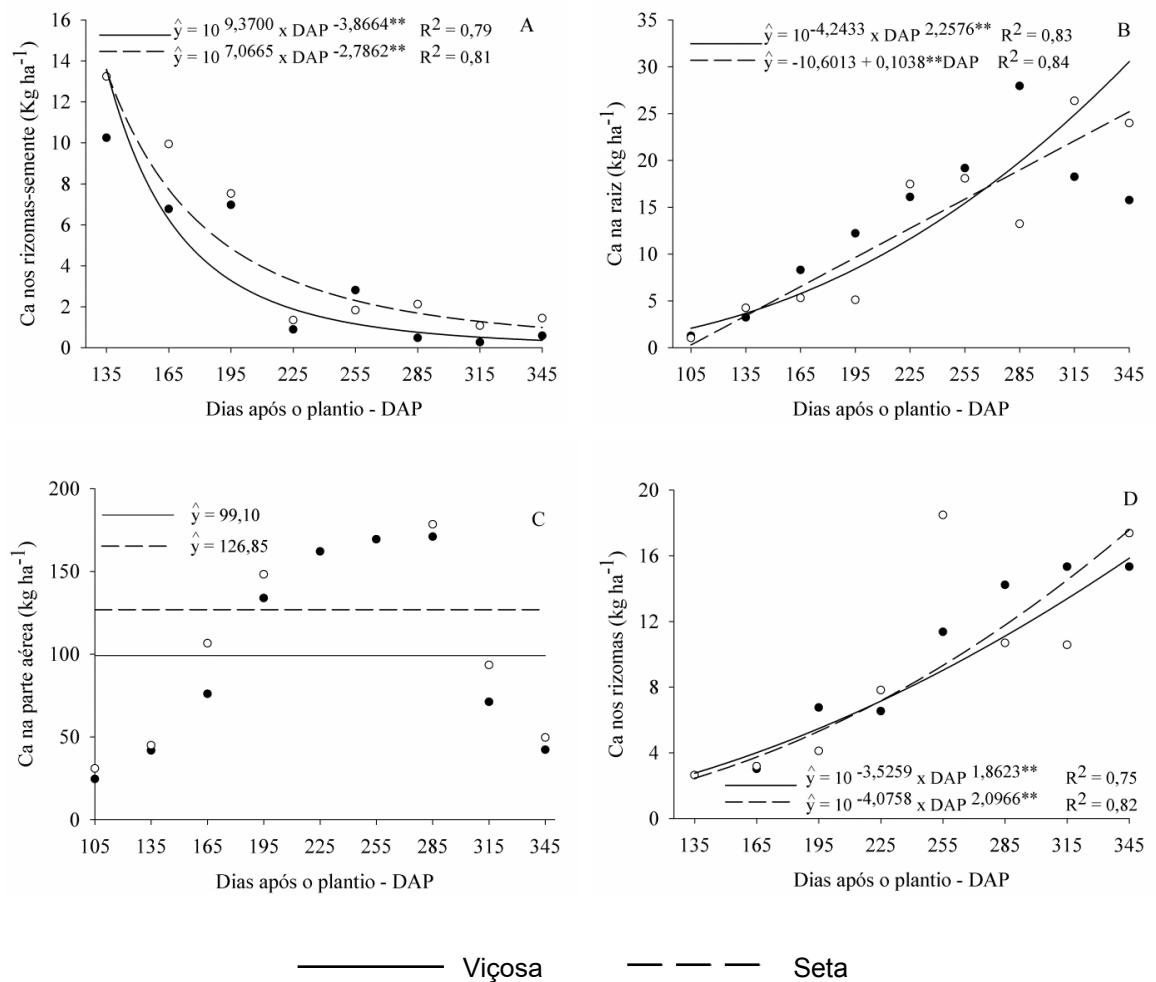 ŷ = 10 9,3700 x DAP -3,8664** R2 = 0,79
A
ŷ = 10 7,0665 x DAP -2,7862** R2 = 0,81
Ca nos rizomas-semente (Kg ha-1)
16
14
12
10
8
6
4
2
0
135 165 195 225 255 285 315 345
Dias após o plantio - DAP
ŷ = 10-4,2433 x DAP 2,2576** R2 = 0,83
B
ŷ = -10,6013 + 0,1038**DAP R2 = 0,84
Ca na raiz (kg ha-1)
35
30
25
20
15
10
5
0
105 135 165 195 225 255 285 315 345
Dias após o plantio - DAP
ŷ = 99,10
C
ŷ = 126,85
Ca na parte aérea (kg ha-1)
200
150
100
50
0
105 135 165 195 225 255 285 315 345
Dias após o plantio - DAP
D
Ca nos rizomas (kg ha-1)
20
16
12
8
4
0
ŷ = 10 -3,5259 x DAP 1,8623** R2 = 0,75
ŷ = 10 -4,0758 x DAP 2,0966** R2 = 0,82
135 165 195 225 255 285 315 345
Dias após o plantio - DAP
Viçosa Seta